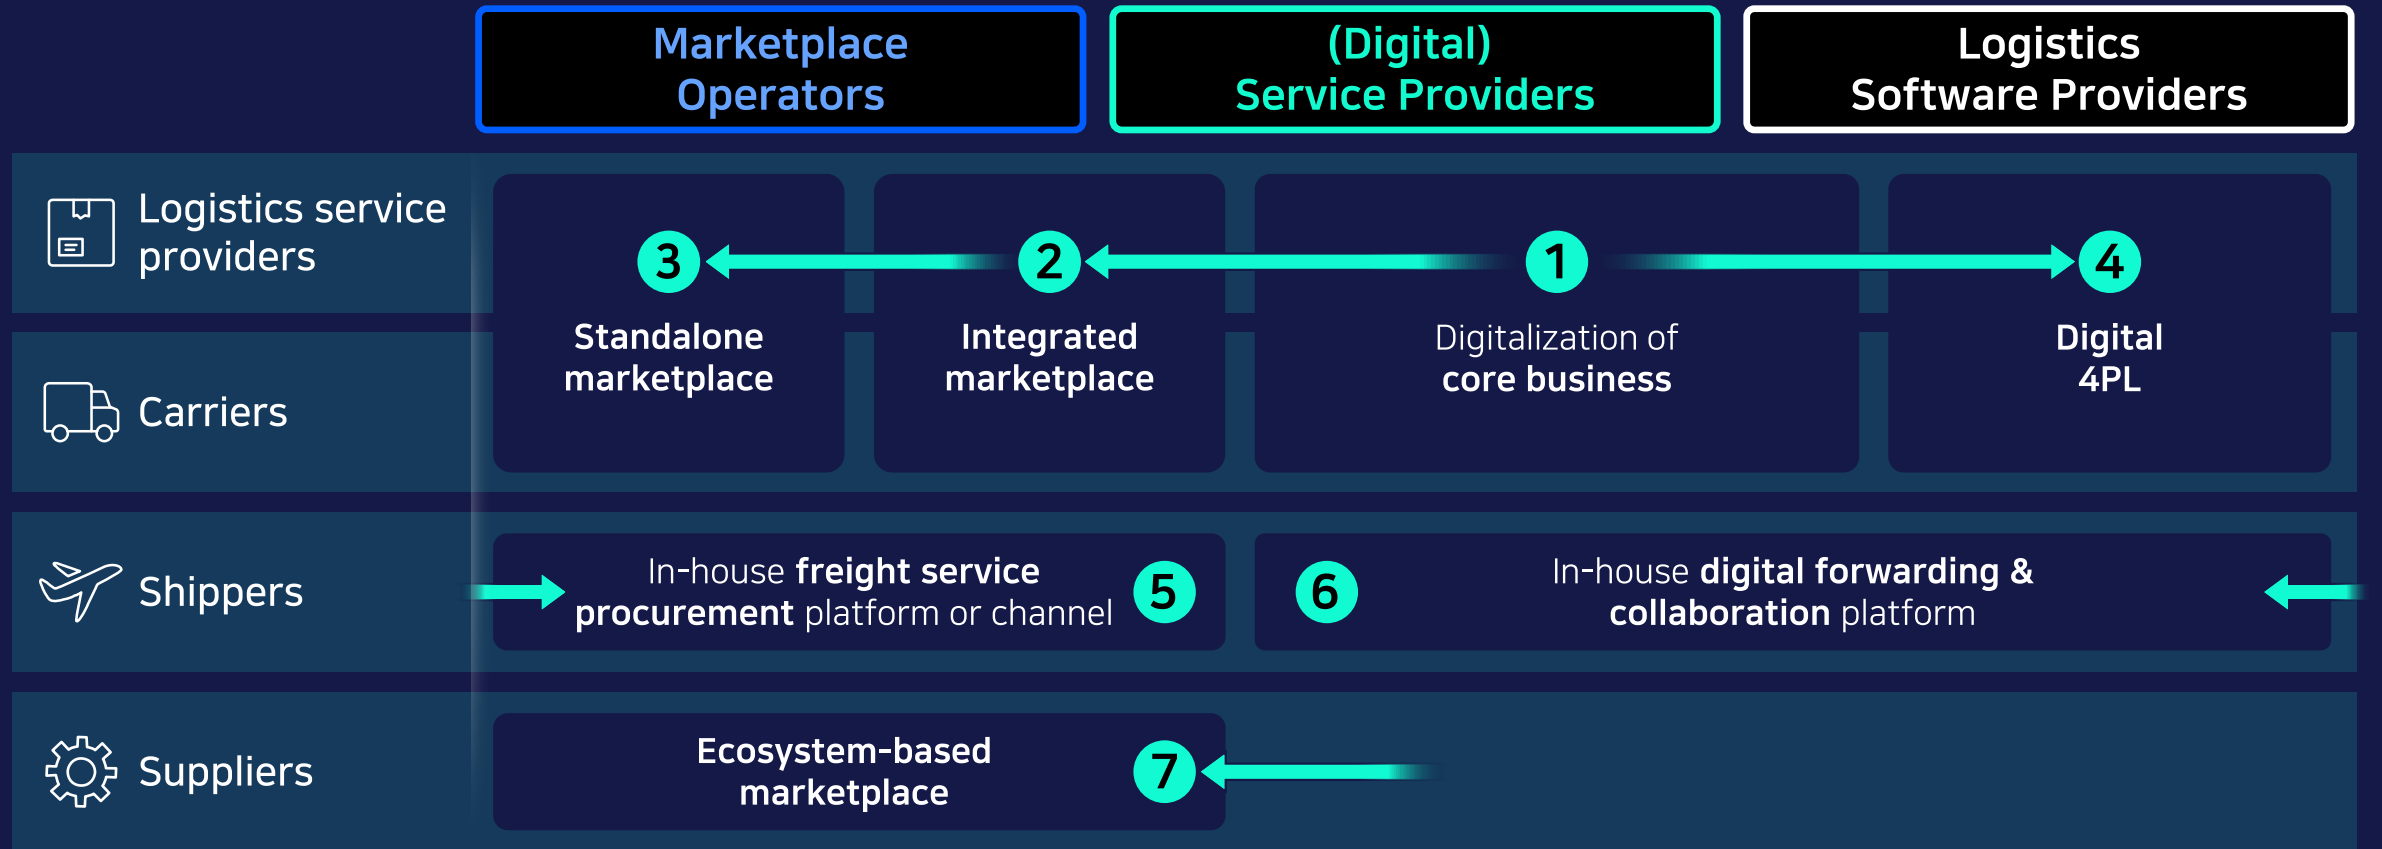 Marketplace
Operators
(Digital)
Service Providers
Logistics
Software Providers
Logistics service
providers
3
2
1
4
Standalone
marketplace
Integrated
marketplace
Digitalization of
core business
Digital
4PL
Carriers
Shippers
In-house freight service
procurement platform or channel
5
6
In-house digital forwarding &
collaboration platform
Suppliers
Ecosystem-based
marketplace
7